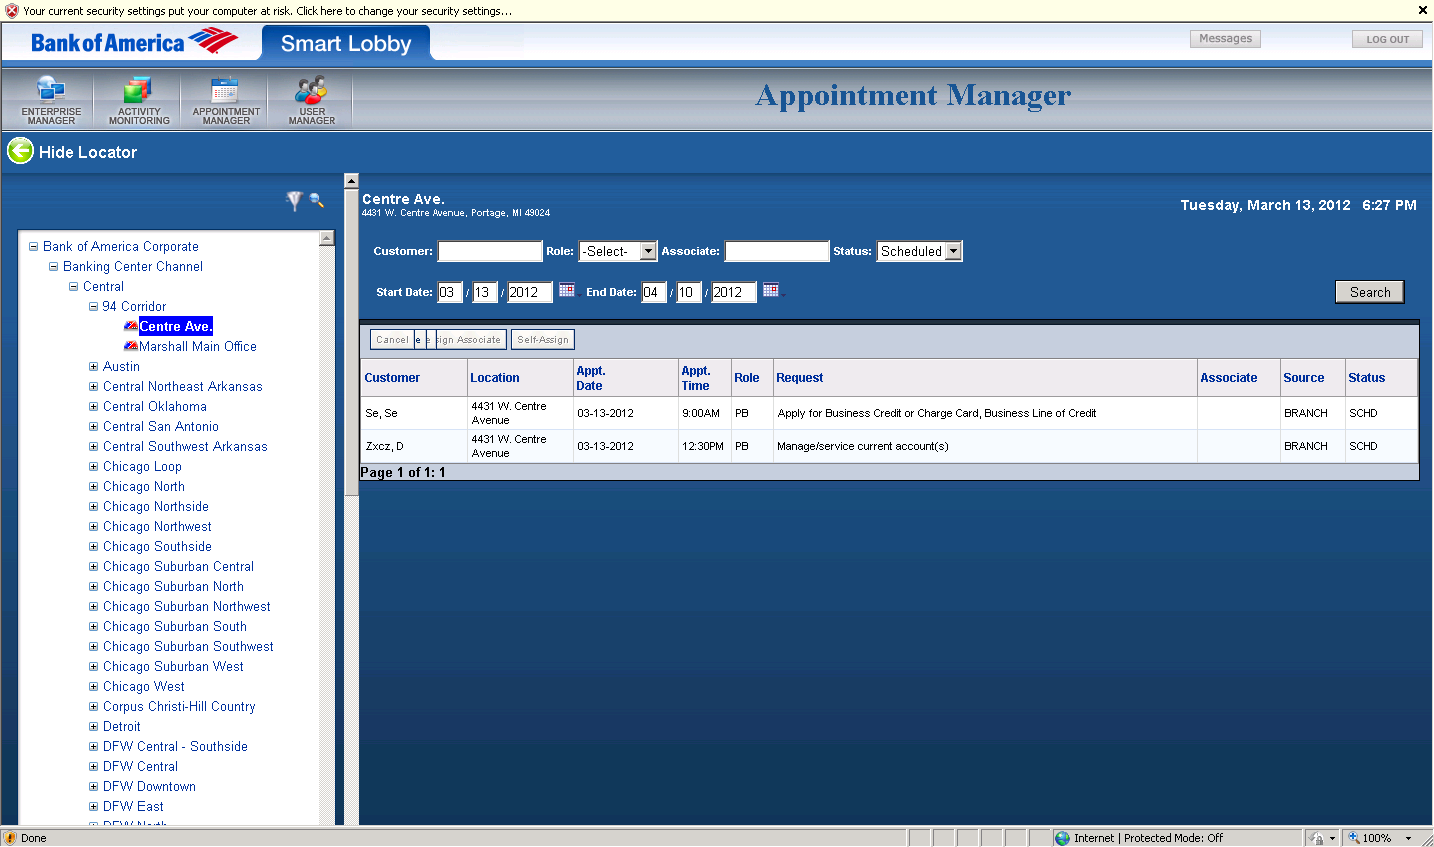 Your current security settings put your computer at risk. Click here to change your security settings...
Bank of America Smart Lobby Messages LOG OUT
ENTERPRISE MANAGER
ACTIVITY MONITORING
APPOINTMENT MANAGER
USER MANAGER
Appointment Manager
Hide Locator
Bank of America Corporate
Banking Center Channel
Central
94 Corridor
Centre Ave.
Marshall Main Office
Austin
Central Northeast Arkansas
Central Oklahoma
Central San Antonio
Central Southwest Arkansas
Chicago Loop
Chicago North
Chicago Northside
Chicago Northwest
Chicago Southside
Chicago Suburban Central
Chicago Suburban North
Chicago Suburban Northwest
Chicago Suburban South
Chicago Suburban Southwest
Chicago Suburban West
Chicago West
Corpus Christi-Hill Country
Detroit
DFW Central - Southside
DFW Central
DFW Downtown
DFW East
DFW North
Centre Ave.
4431 W. Centre Avenue, Portage, MI 49024
Tuesday, March 13, 2012 6:27 PM
Customer: Role: -Select- Associate: Status: Scheduled
Start Date: 03 / 13 / 2012 End Date: 04 / 10 / 2012 Search
Cancel e e sign Associate Self-Assign
Customer Location Appt. Date Appt. Time Role Request Associate Source Status
Se, Se 4431 W. Centre Avenue 03-13-2012 9:00AM PB Apply for Business Credit or Charge Card, Business Line of Credit BRANCH SCHD
Zxcz, D 4431 W. Centre Avenue 03-13-2012 12:30PM PB Manage/service current account(s) BRANCH SCHD
Page 1 of 1: 1
Done Internet | Protected Mode: Off 100%